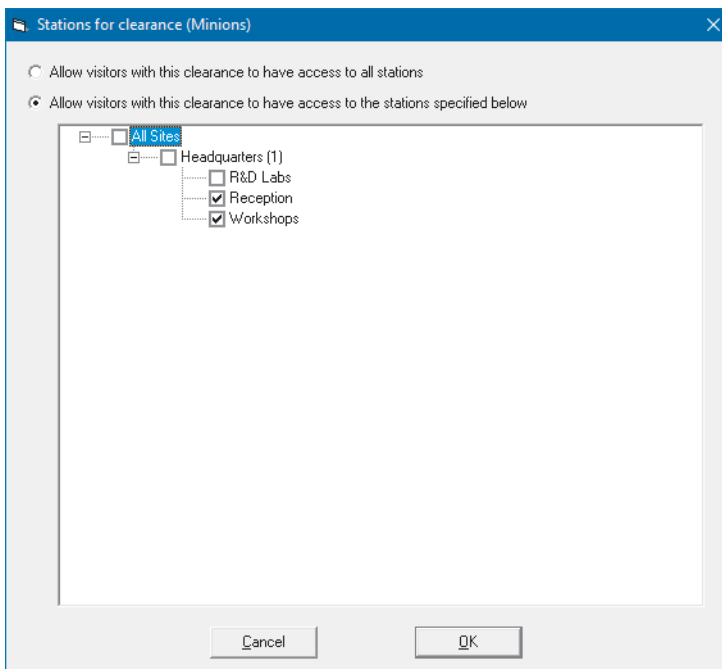 Stations for clearance (Minions)
Allow visitors with this clearance to have access to all stations
Allow visitors with this clearance to have access to the stations specified below
All Sites
Headquarters (1)
R&D Labs
Reception
Workshops
Cancel OK